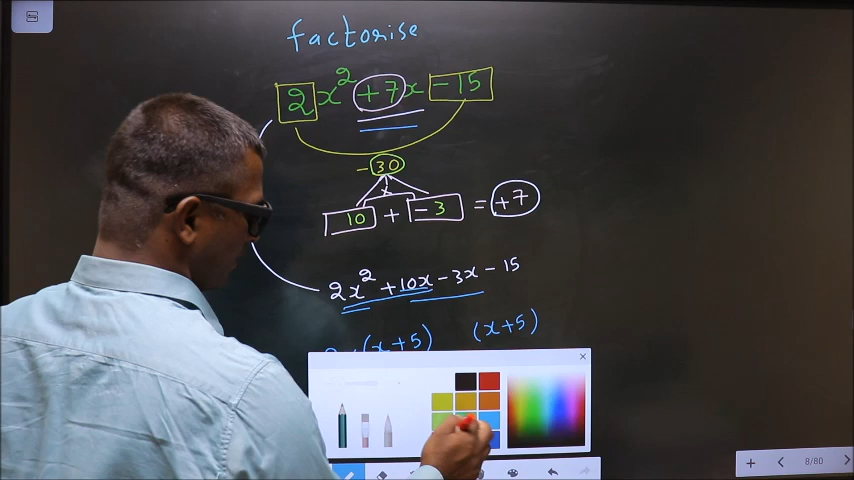 factorise
2x² +7x -15
-30
x
10 + -3 = +7
2x² +10x -3x -15
(x+5) (x+5)
8/80